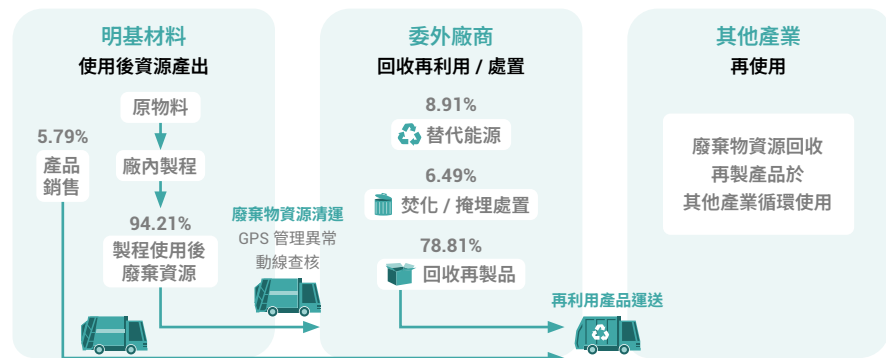 明基材料
使用後資源產出
原物料
5.79%
產品
銷售
廠內製程
94.21%
製程使用後
廢棄資源
廢棄物資源清運
GPS 管理異常
動線查核
委外廠商
回收再利用 / 處置
8.91%
替代能源
6.49%
焚化 / 掩埋處置
78.81%
回收再製品
再利用產品運送
其他產業
再使用
廢棄物資源回收
再製產品於
其他產業循環使用